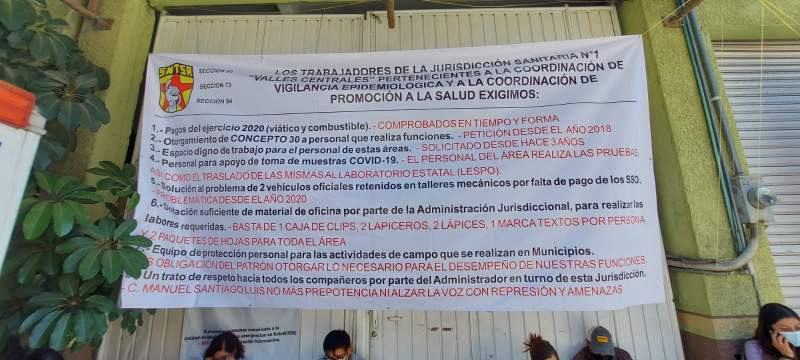 SNTSA
SECCIÓN
SECCIÓN 73
SECCIÓN 94
LOS TRABAJADORES DE LA JURISDICCIÓN SANITARIA N°1
"VALLES CENTRALES" PERTENECIENTES A LA COORDINACIÓN DE
VIGILANCIA EPIDEMIOLOGICA Y A LA COORDINACIÓN DE
PROMOCIÓN A LA SALUD EXIGIMOS:
1.- Pagos del ejercicio 2020 (viático y combustible). - COMPROBADOS EN TIEMPO Y FORMA
2.- Otorgamiento de CONCEPTO 30 a personal que realiza funciones. - PETICIÓN DESDE EL AÑO 2018
3.- Espacio digno de trabajo para el personal de estas áreas. - SOLICITADO DESDE HACE 3 AÑOS
4.- Personal para apoyo de toma de muestras COVID-19. - EL PERSONAL DEL ÁREA REALIZA LAS PRUEBAS
ASI COMO EL TRASLADO DE LAS MISMAS AL LABORATORIO ESTATAL (LESPO).
5.- Solución al problema de 2 vehículos oficiales retenidos en talleres mecánicos por falta de pago de los SSO.
- PROBLEMÁTICA DESDE EL AÑO 2020
6.- suficiente de material de oficina por parte de la Administración Jurisdiccional, para realizar las
labores requeridas. - BASTA DE 1 CAJA DE CLIPS, 2 LAPICEROS, 2 LÁPICES, 1 MARCA TEXTOS POR PERSONA
Y 2 PAQUETES DE HOJAS PARA TODA EL ÁREA
- Equipo de protección personal para las actividades de campo que se realizan en Municipios.
ES OBLIGACIÓN DEL PATRÓN OTORGAR LO NECESARIO PARA EL DESEMPEÑO DE NUESTRAS FUNCIONES
Un trato de respeto hacia todos los compañeros por parte del Administrador en turno de esta Jurisdicción.
- C. MANUEL SANTIAGO LUIS NO MAS PREPOTENCIA NI ALZAR LA VOZ CON REPRESIÓN Y AMENAZAS